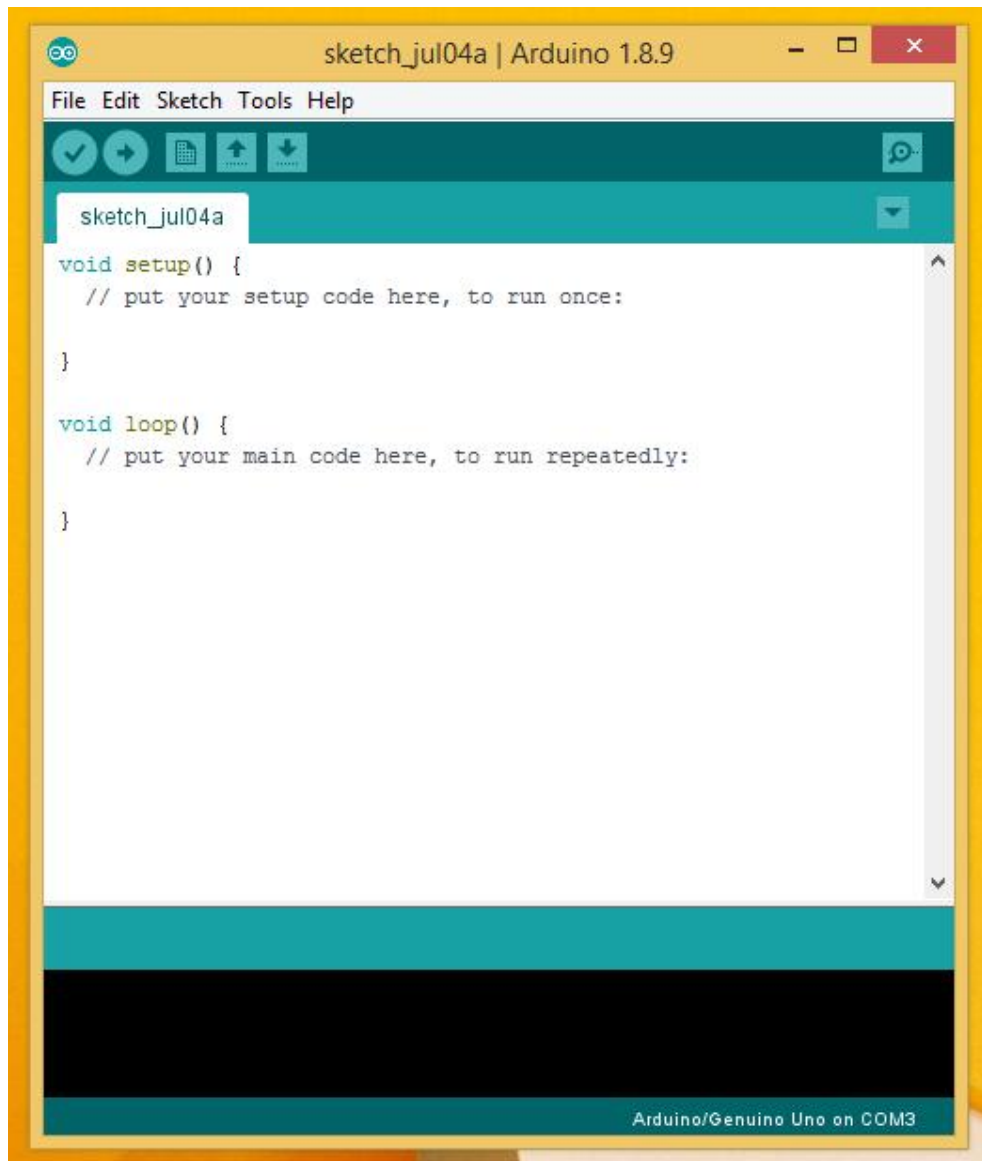 sketch_jul04a | Arduino 1.8.9
File Edit Sketch Tools Help
sketch_jul04a
void setup() {
  // put your setup code here, to run once:

}

void loop() {
  // put your main code here, to run repeatedly:

}
Arduino/Genuino Uno on COM3